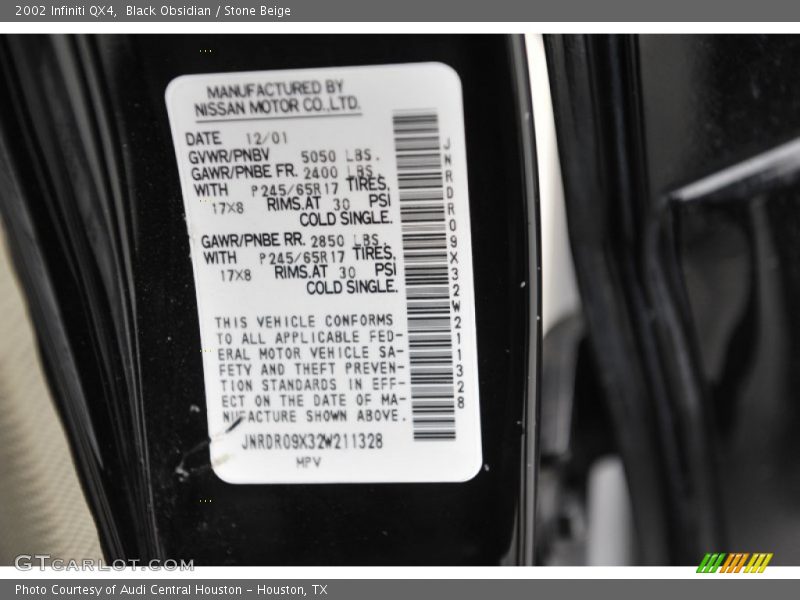 2002 Infiniti QX4, Black Obsidian / Stone Beige
MANUFACTURED BY
NISSAN MOTOR CO.,LTD.
DATE 12/01
GVWR/PNBV 5050 LBS.
GAWR/PNBE FR. 2400 LBS.
WITH P245/65R17 TIRES,
17X8 RIMS.AT 30 PSI
COLD SINGLE.
GAWR/PNBE RR. 2850 LBS.
WITH P245/65R17 TIRES,
17X8 RIMS.AT 30 PSI
COLD SINGLE.
THIS VEHICLE CONFORMS
TO ALL APPLICABLE FED-
ERAL MOTOR VEHICLE SA-
FETY AND THEFT PREVEN-
TION STANDARDS IN EFF-
ECT ON THE DATE OF MA-
NUFACTURE SHOWN ABOVE.
JNRDR09X32W211328
MPV
JNRDR09X32W211328
GTCARLOT.COM
Photo Courtesy of Audi Central Houston - Houston, TX